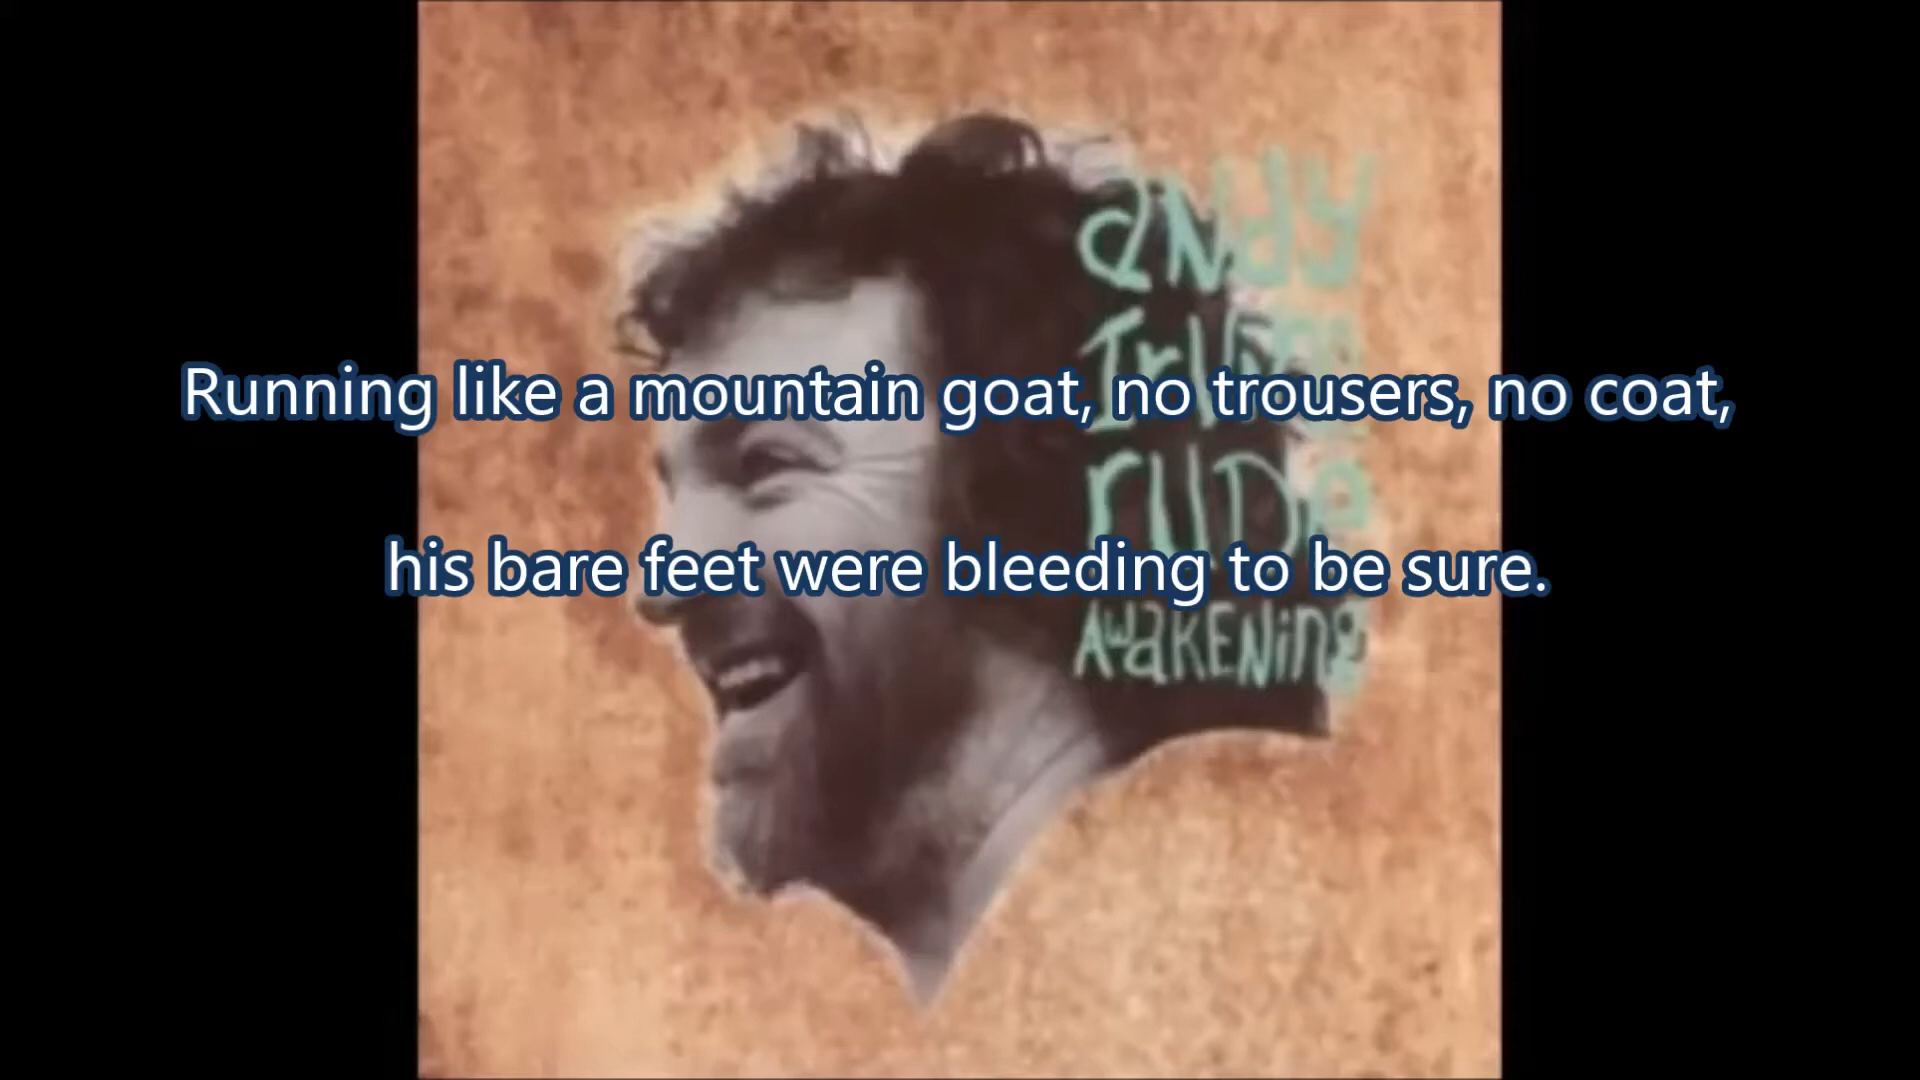 aNdy
Running like a mountain goat, no trousers, no coat,
rUDe
his bare feet were bleeding to be sure.
AwaKENiNg